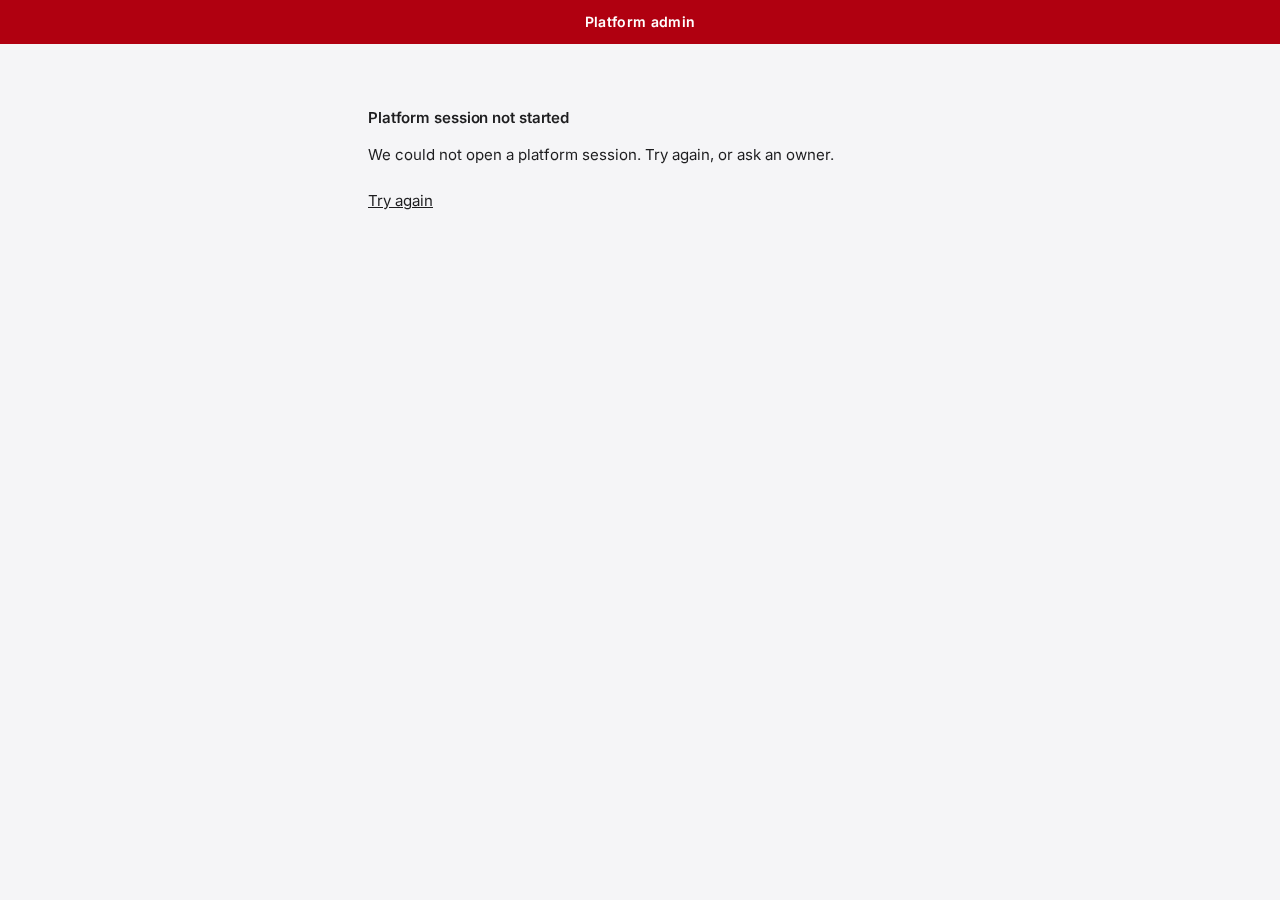 Platform admin
Platform session not started
We could not open a platform session. Try again, or ask an owner.
Try again